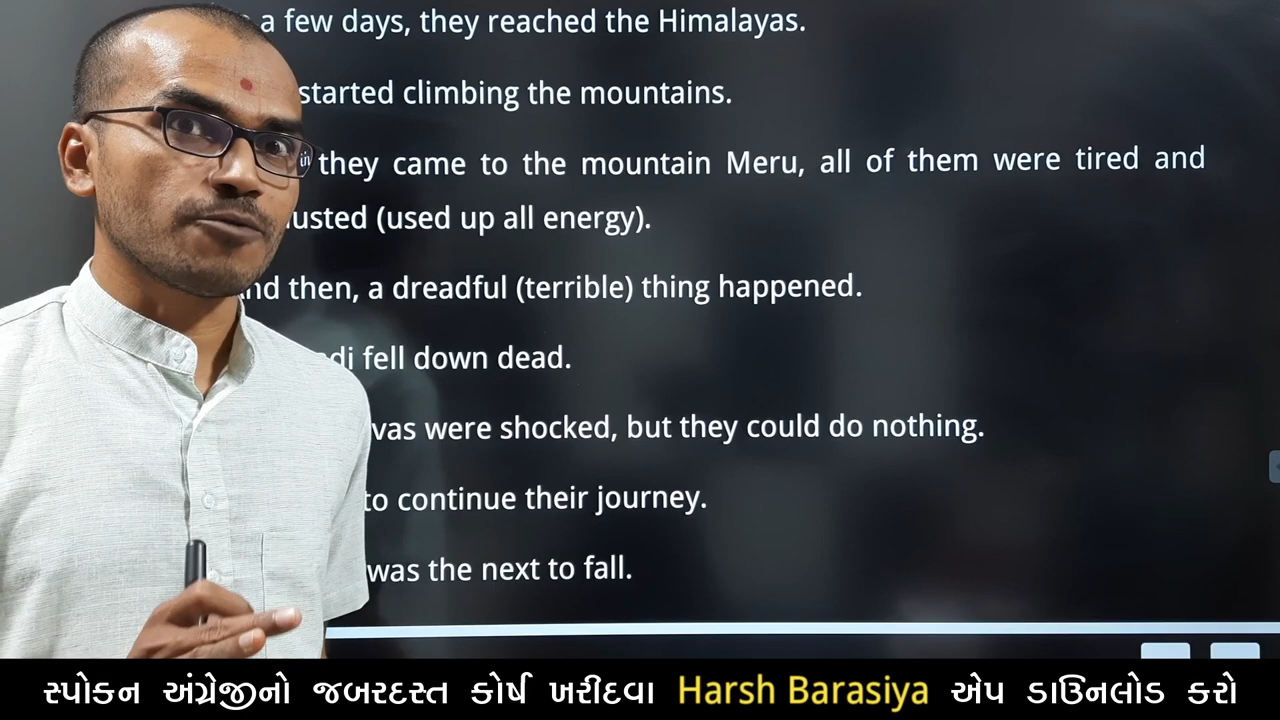 a few days, they reached the Himalayas.
started climbing the mountains.
they came to the mountain Meru, all of them were tired and
usted (used up all energy).
nd then, a dreadful (terrible) thing happened.
di fell down dead.
vas were shocked, but they could do nothing.
to continue their journey.
was the next to fall.
સ્પોકન અંગ્રેજીનો જબરદસ્ત કોર્ષ ખરીદવા Harsh Barasiya એપ ડાઉનલોડ કરો